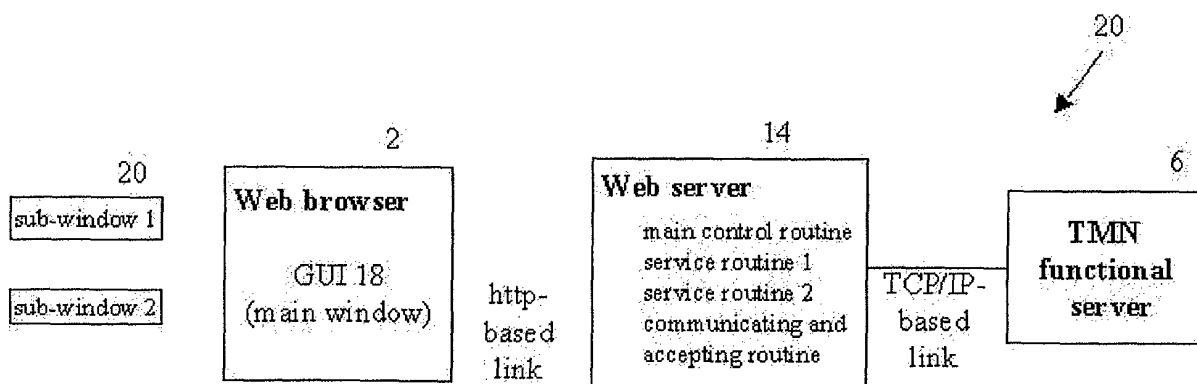 20
2
14
6
20
sub-window 1
sub-window 2
Web browser
GUI 18
(main window)
http-
based
link
Web server
main control routine
service routine 1
service routine 2
communicating and
accepting routine
TCP/IP-
based
link
TMN
functional
server